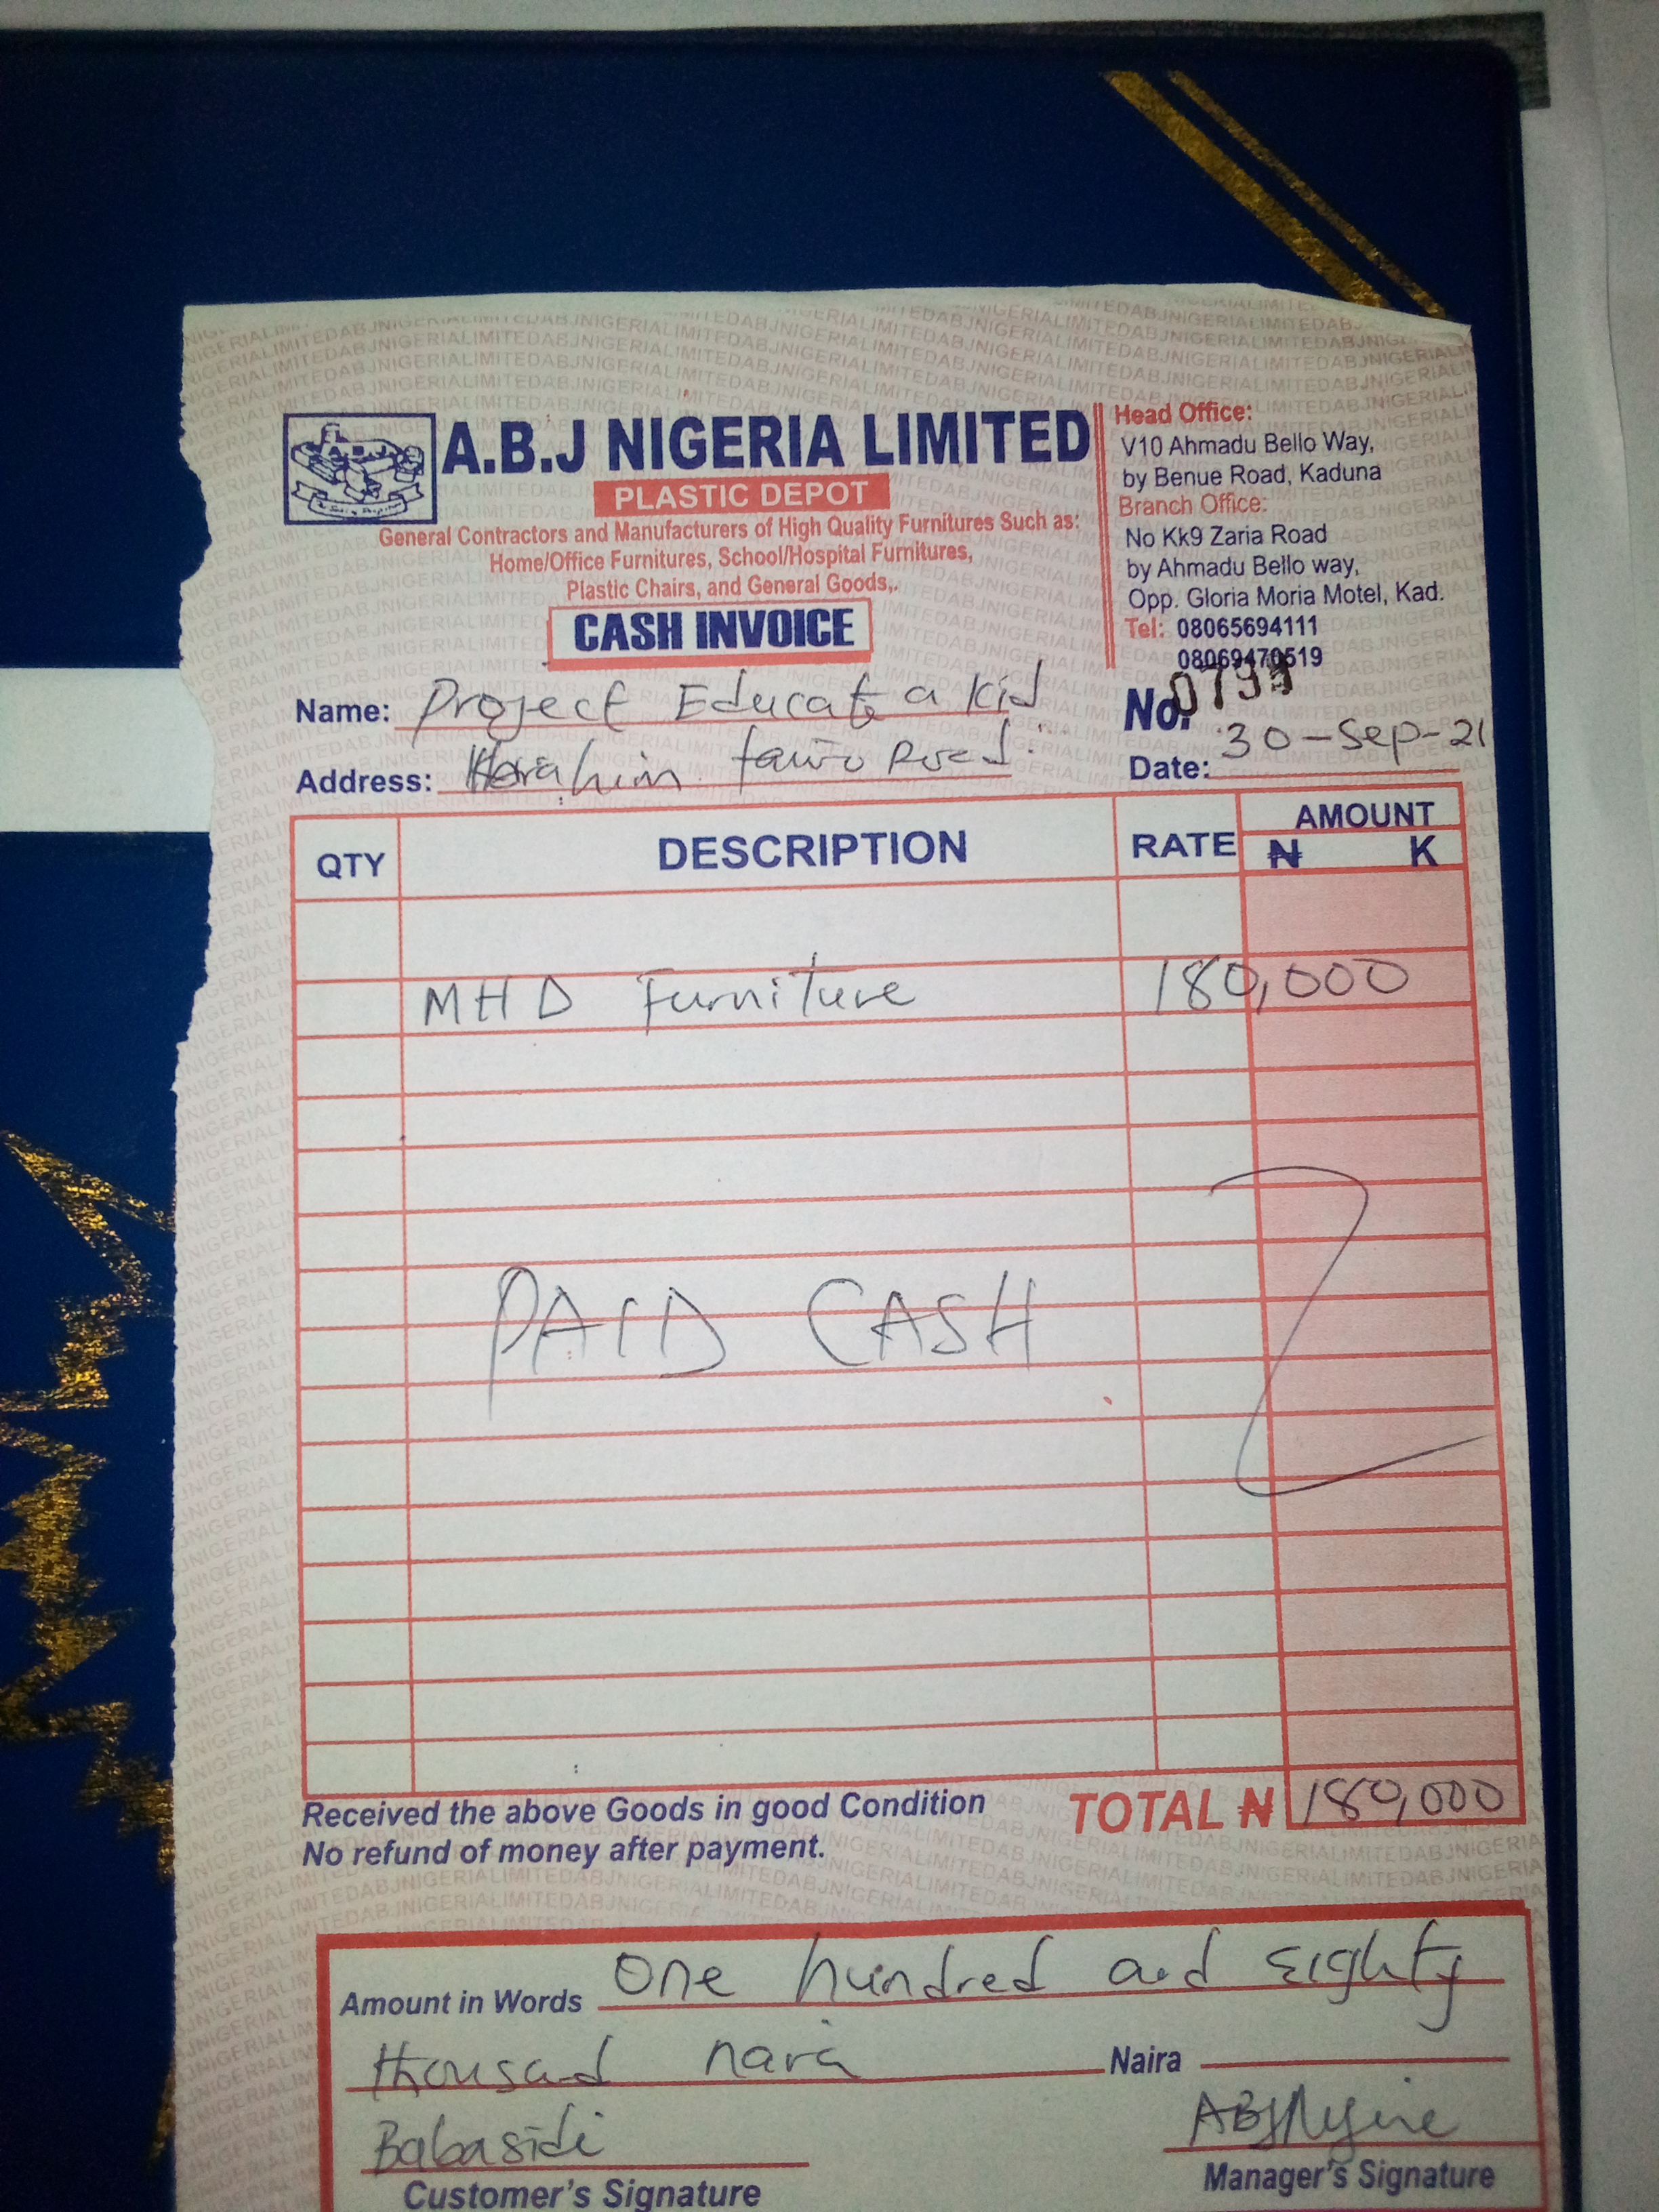 A.B.J NIGERIA LIMITED
PLASTIC DEPOT
General Contractors and Manufacturers of High Quality Furnitures Such as:
Home/Office Furnitures, School/Hospital Furnitures,
Plastic Chairs, and General Goods,.
CASH INVOICE
Head Office:
V10 Ahmadu Bello Way,
by Benue Road, Kaduna
Branch Office:
No Kk9 Zaria Road
by Ahmadu Bello way,
Opp. Gloria Moria Motel, Kad.
Tel: 08065694111
08069470519
Name: Project Educate a Kid
No.
Address: Road
Date: 30-Sep-21
QTY DESCRIPTION RATE AMOUNT
₦ K
MHD Furniture 180,000
PAID CASH
Received the above Goods in good Condition
No refund of money after payment.
TOTAL ₦ 180,000
Amount in Words One hundred and Eighty
thousad naira Naira
Babasidi
Customer's Signature
Manager's Signature